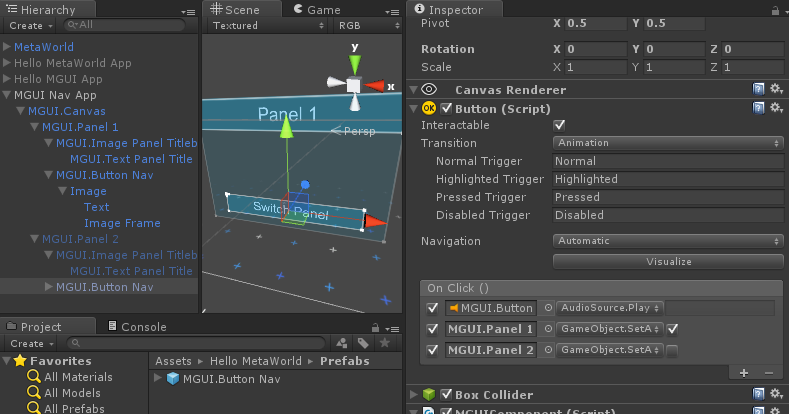 Hierarchy
Create All
MetaWorld
Hello MetaWorld App
Hello MGUI App
MGUI Nav App
MGUI.Canvas
MGUI.Panel 1
MGUI.Image Panel Titleb
MGUI.Text Panel Title
MGUI.Button Nav
Image
Text
Image Frame
MGUI.Panel 2
MGUI.Image Panel Titleb
MGUI.Text Panel Title
MGUI.Button Nav
Scene Game
Textured RGB
y
x
Persp
Panel 1
Switch Panel
Project Console
Create
Favorites
All Materials
All Models
All Prefabs
Assets Hello MetaWorld Prefabs
MGUI.Button Nav
Inspector
Pivot X 0.5 Y 0.5
Rotation X 0 Y 0 Z 0
Scale X 1 Y 1 Z 1
Canvas Renderer
OK Button (Script)
Interactable
Transition Animation
Normal Trigger Normal
Highlighted Trigger Highlighted
Pressed Trigger Pressed
Disabled Trigger Disabled
Navigation Automatic
Visualize
On Click ()
MGUI.Button AudioSource.Play
MGUI.Panel 1 GameObject.SetA
MGUI.Panel 2 GameObject.SetA
Box Collider
MGUIComponent (Script)